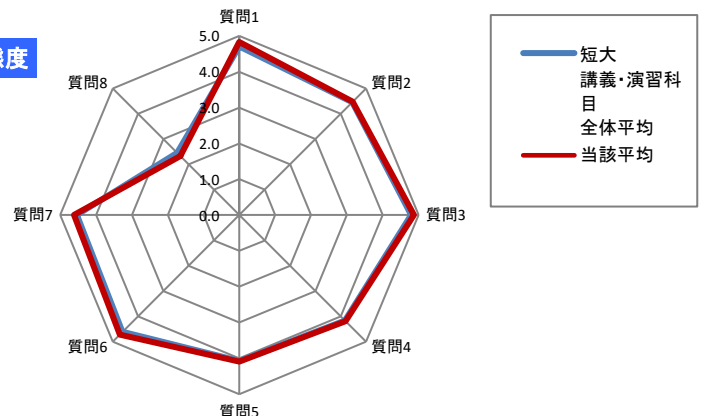 態度
質問1
質問2
質問3
質問4
質問5
質問6
質問7
質問8
5.0
4.0
3.0
2.0
1.0
0.0
短大
講義・演習科
目
全体平均
当該平均